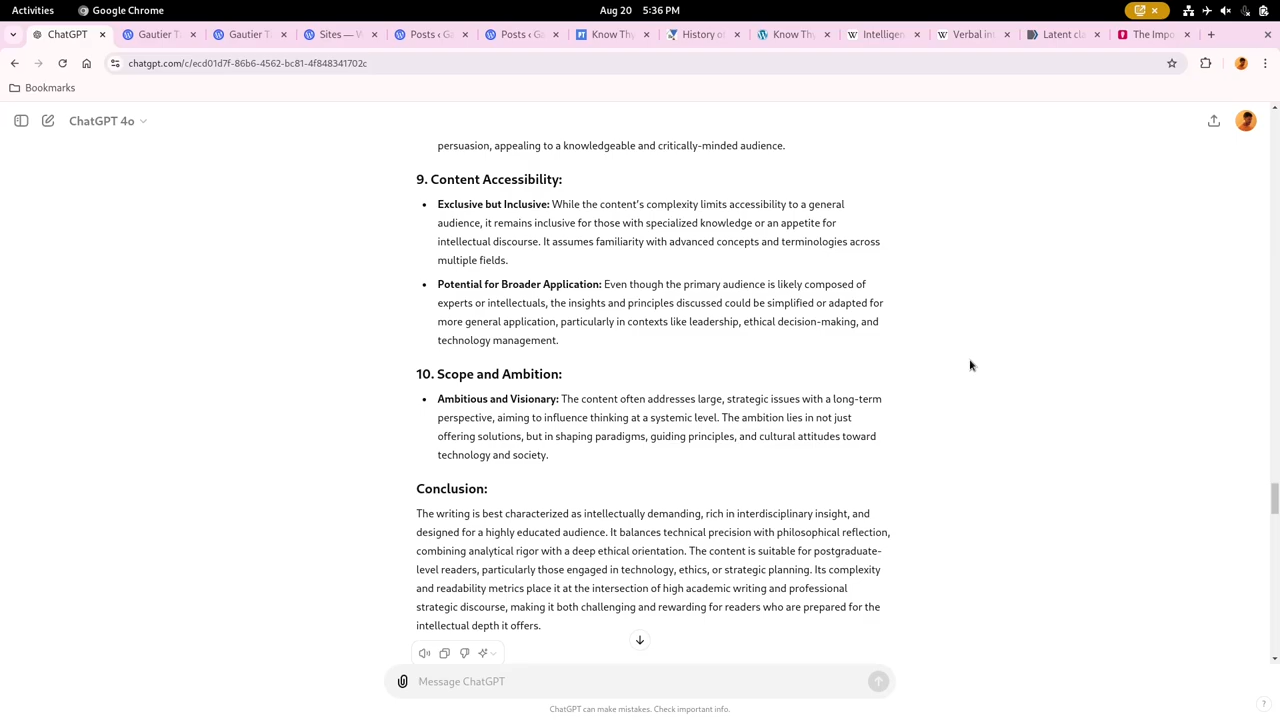 Activities
Google Chrome
Aug 20 5:36 PM
ChatGPT
Gautier T
Gautier T
Sites — W
Posts ‹ Ga
Posts ‹ Ga
Know Thy
History of
Know Thy
Intelligen
Verbal int
Latent cla
The Impo
chatgpt.com/c/ecd01d7f-86b6-4562-bc81-4f848341702c
Bookmarks
ChatGPT 4o
persuasion, appealing to a knowledgeable and critically-minded audience.
9. Content Accessibility:
Exclusive but Inclusive: While the content's complexity limits accessibility to a general
audience, it remains inclusive for those with specialized knowledge or an appetite for
intellectual discourse. It assumes familiarity with advanced concepts and terminologies across
multiple fields.
Potential for Broader Application: Even though the primary audience is likely composed of
experts or intellectuals, the insights and principles discussed could be simplified or adapted for
more general application, particularly in contexts like leadership, ethical decision-making, and
technology management.
10. Scope and Ambition:
Ambitious and Visionary: The content often addresses large, strategic issues with a long-term
perspective, aiming to influence thinking at a systemic level. The ambition lies in not just
offering solutions, but in shaping paradigms, guiding principles, and cultural attitudes toward
technology and society.
Conclusion:
The writing is best characterized as intellectually demanding, rich in interdisciplinary insight, and
designed for a highly educated audience. It balances technical precision with philosophical reflection,
combining analytical rigor with a deep ethical orientation. The content is suitable for postgraduate-
level readers, particularly those engaged in technology, ethics, or strategic planning. Its complexity
and readability metrics place it at the intersection of high academic writing and professional
strategic discourse, making it both challenging and rewarding for readers who are prepared for the
intellectual depth it offers.
Message ChatGPT
ChatGPT can make mistakes. Check important info.
?